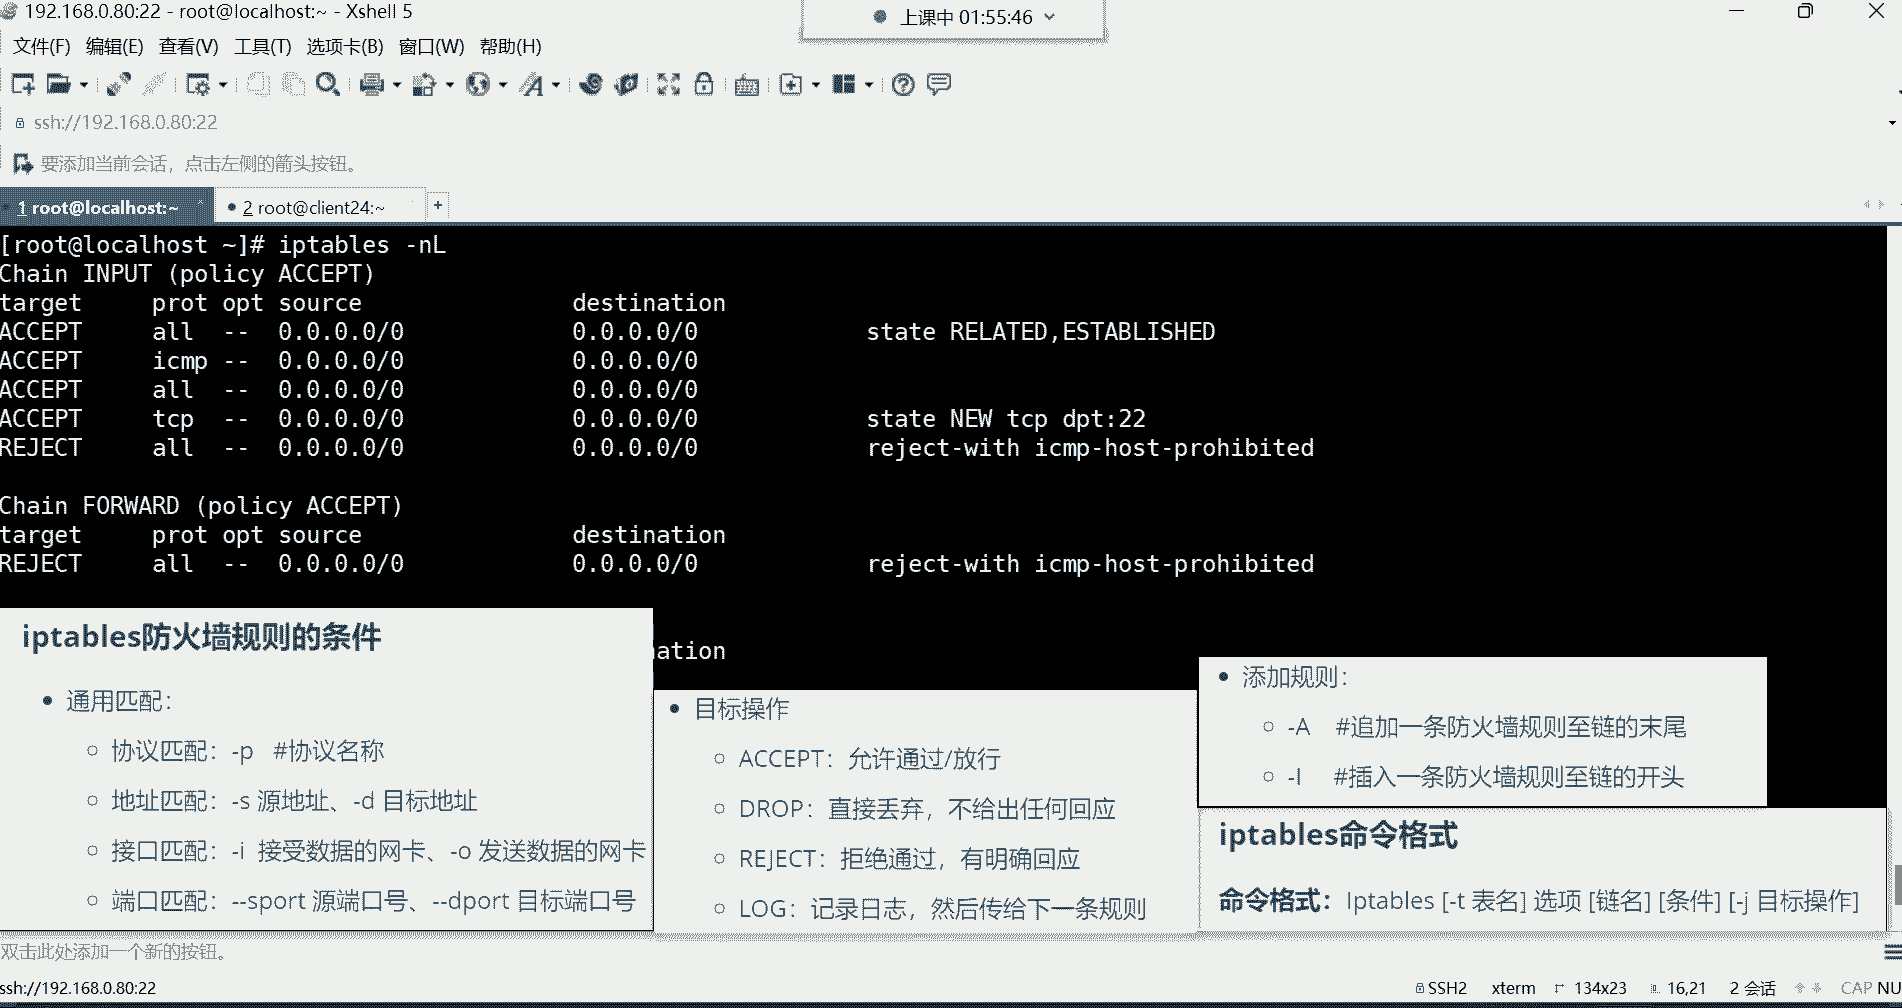 192.168.0.80:22 - root@localhost:~ - Xshell 5
上课中 01:55:46
文件(F) 编辑(E) 查看(V) 工具(T) 选项卡(B) 窗口(W) 帮助(H)
ssh://192.168.0.80:22
要添加当前会话，点击左侧的箭头按钮。
1 root@localhost:~
2 root@client24:~
[root@localhost ~]# iptables -nL
Chain INPUT (policy ACCEPT)
target prot opt source destination
ACCEPT all -- 0.0.0.0/0 0.0.0.0/0 state RELATED,ESTABLISHED
ACCEPT icmp -- 0.0.0.0/0 0.0.0.0/0
ACCEPT all -- 0.0.0.0/0 0.0.0.0/0
ACCEPT tcp -- 0.0.0.0/0 0.0.0.0/0 state NEW tcp dpt:22
REJECT all -- 0.0.0.0/0 0.0.0.0/0 reject-with icmp-host-prohibited
Chain FORWARD (policy ACCEPT)
target prot opt source destination
REJECT all -- 0.0.0.0/0 0.0.0.0/0 reject-with icmp-host-prohibited
ation
iptables防火墙规则的条件
通用匹配：
协议匹配：-p #协议名称
地址匹配：-s 源地址、-d 目标地址
接口匹配：-i 接受数据的网卡、-o 发送数据的网卡
端口匹配：--sport 源端口号、--dport 目标端口号
目标操作
ACCEPT：允许通过/放行
DROP：直接丢弃，不给出任何回应
REJECT：拒绝通过，有明确回应
LOG：记录日志，然后传给下一条规则
添加规则：
-A #追加一条防火墙规则至链的末尾
-I #插入一条防火墙规则至链的开头
iptables命令格式
命令格式：Iptables [-t 表名] 选项 [链名] [条件] [-j 目标操作]
双击此处添加一个新的按钮。
ssh://192.168.0.80:22
SSH2 xterm 134x23 16,21 2 会话 CAP NU